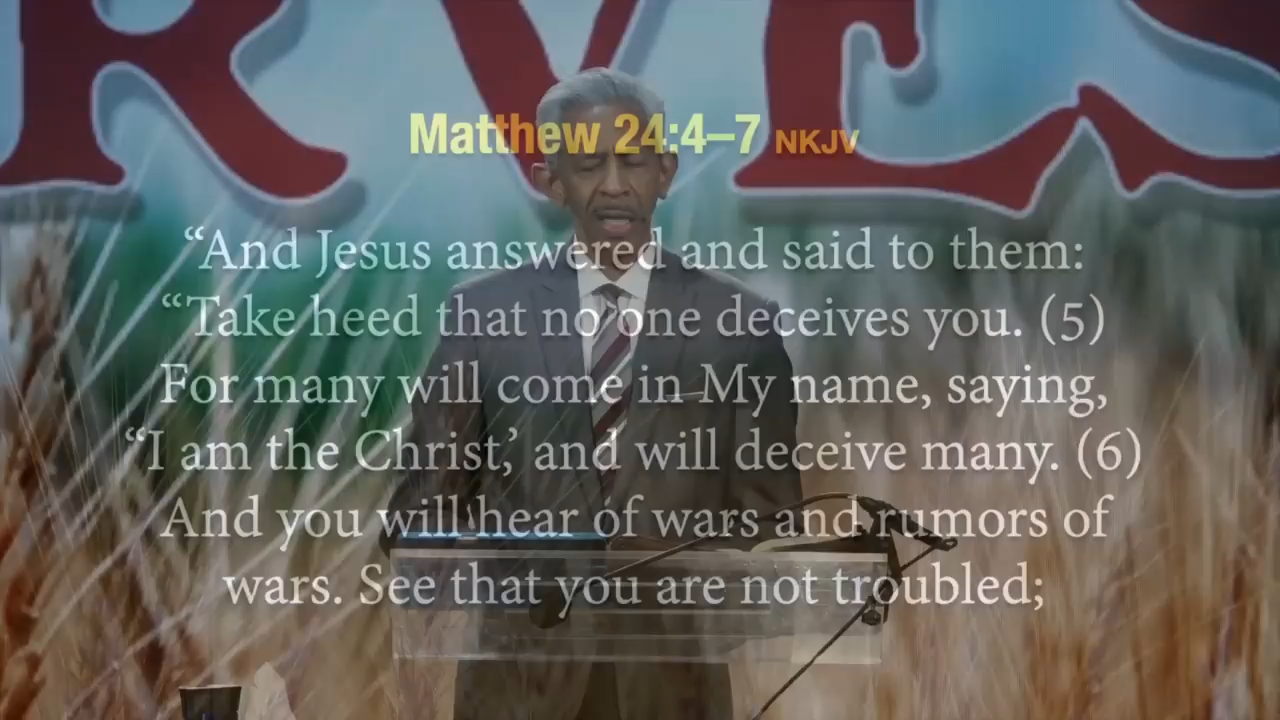 RVES
Matthew 24:4–7 NKJV
“And Jesus answered and said to them:
“Take heed that no one deceives you. (5)
For many will come in My name, saying,
“I am the Christ,’ and will deceive many. (6)
And you will hear of wars and rumors of
wars. See that you are not troubled;